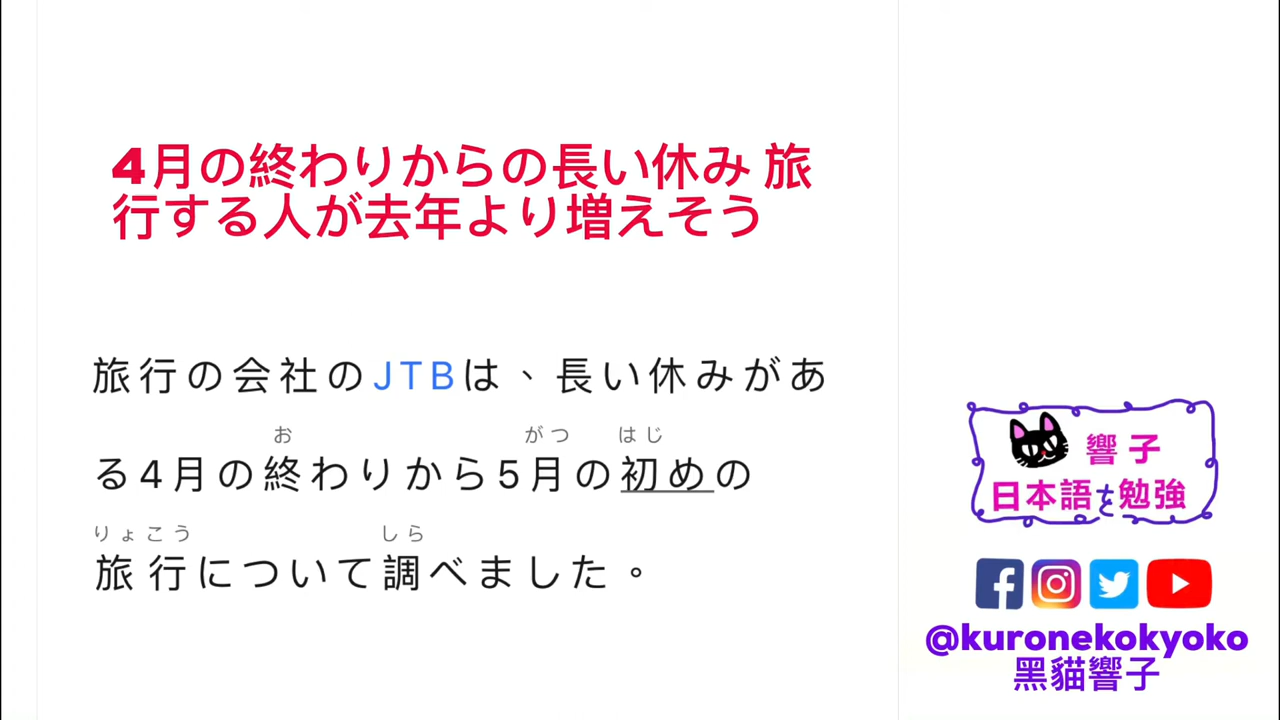 4月の終わりからの長い休み 旅
行する人が去年より増えそう
旅行の会社のJTBは、長い休みがあ
お がつ はじ
る4月の終わりから5月の初めの
りょこう しら
旅行について調べました。
響子
日本語を勉強
@kuronekokyoko
黑貓響子